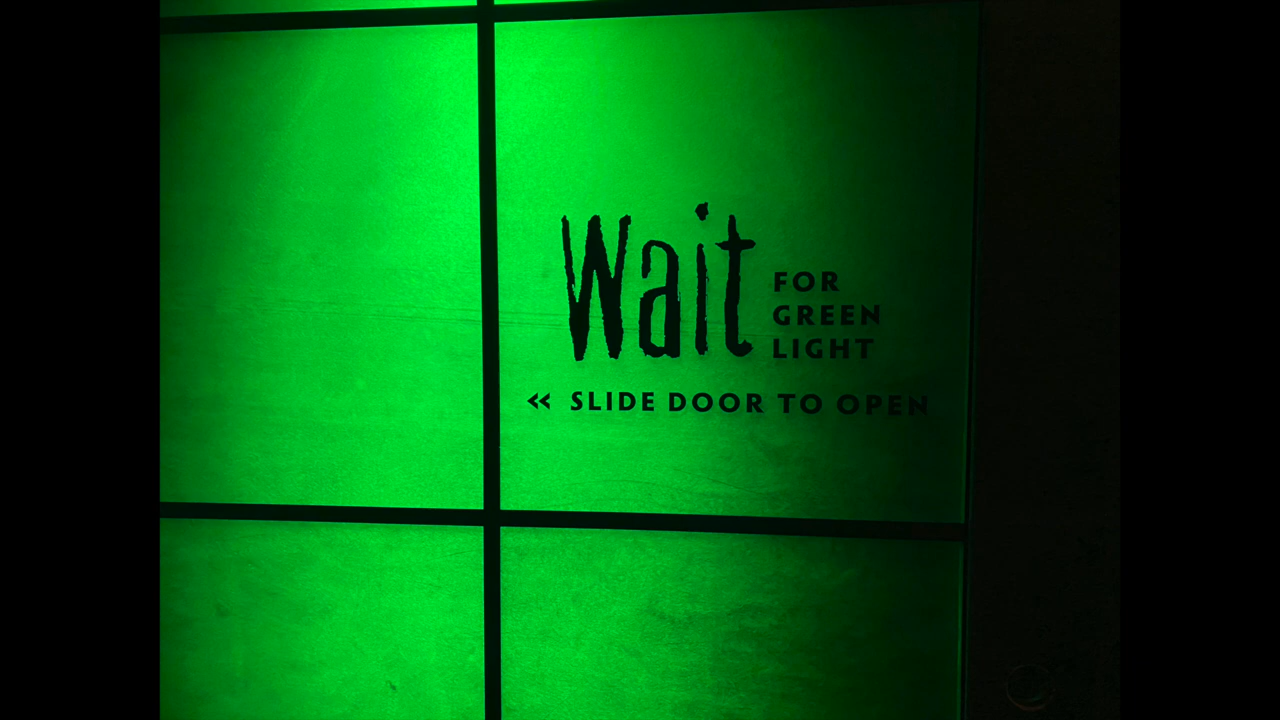 Wait
FOR
GREEN
LIGHT
« SLIDE DOOR TO OPEN